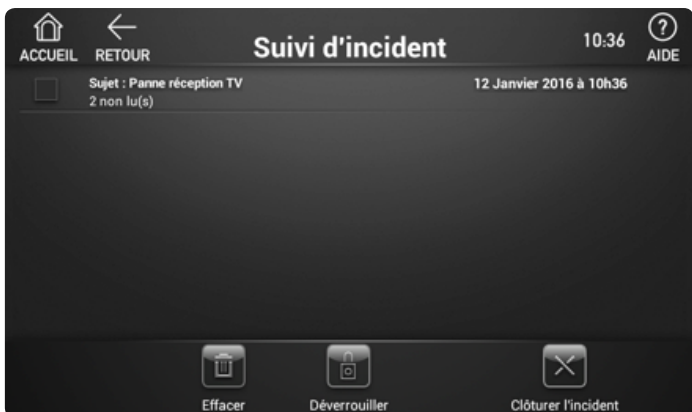 ACCUEIL
RETOUR
Suivi d'incident
10:36
AIDE
Sujet : Panne réception TV
12 Janvier 2016 à 10h36
2 non lu(s)
Effacer
Déverrouiller
Clôturer l'incident